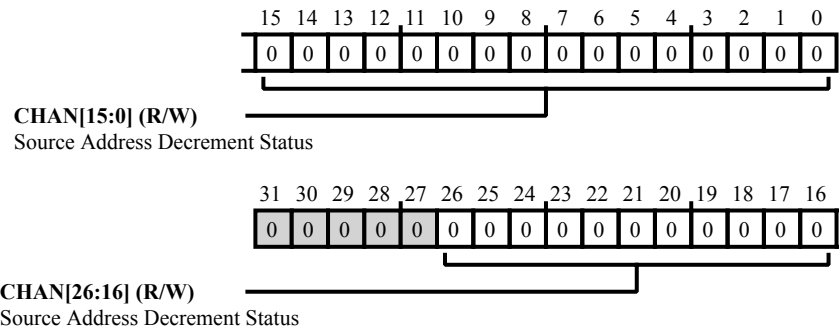 15 14 13 12 11 10 9 8 7 6 5 4 3 2 1 0
0 0 0 0 0 0 0 0 0 0 0 0 0 0 0 0
CHAN[15:0] (R/W)
Source Address Decrement Status
31 30 29 28 27 26 25 24 23 22 21 20 19 18 17 16
0 0 0 0 0 0 0 0 0 0 0 0 0 0 0 0
CHAN[26:16] (R/W)
Source Address Decrement Status